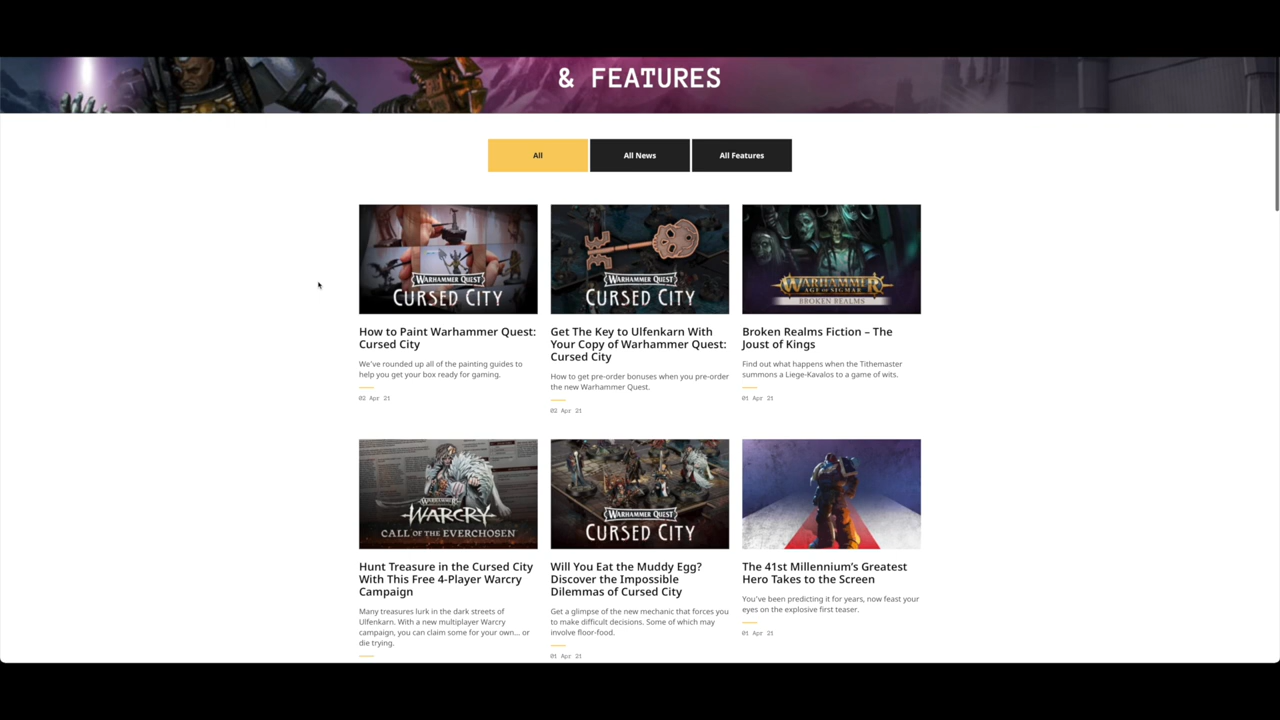 & FEATURES
All
All News
All Features
WARHAMMER QUEST
CURSED CITY
How to Paint Warhammer Quest:
Cursed City
We've rounded up all of the painting guides to
help you get your box ready for gaming.
02 Apr 21
WARHAMMER QUEST
CURSED CITY
Get The Key to Ulfenkarn With
Your Copy of Warhammer Quest:
Cursed City
How to get pre-order bonuses when you pre-order
the new Warhammer Quest.
02 Apr 21
WARHAMMER
AGE OF SIGMAR
BROKEN REALMS
Broken Realms Fiction – The
Joust of Kings
Find out what happens when the Tithemaster
summons a Liege-Kavalos to a game of wits.
01 Apr 21
WARHAMMER
WARCRY
CALL OF THE EVERCHOSEN
Hunt Treasure in the Cursed City
With This Free 4-Player Warcry
Campaign
Many treasures lurk in the dark streets of
Ulfenkarn. With a new multiplayer Warcry
campaign, you can claim some for your own... or
die trying.
WARHAMMER QUEST
CURSED CITY
Will You Eat the Muddy Egg?
Discover the Impossible
Dilemmas of Cursed City
Get a glimpse of the new mechanic that forces you
to make difficult decisions. Some of which may
involve floor-food.
01 Apr 21
The 41st Millennium's Greatest
Hero Takes to the Screen
You've been predicting it for years, now feast your
eyes on the explosive first teaser.
01 Apr 21